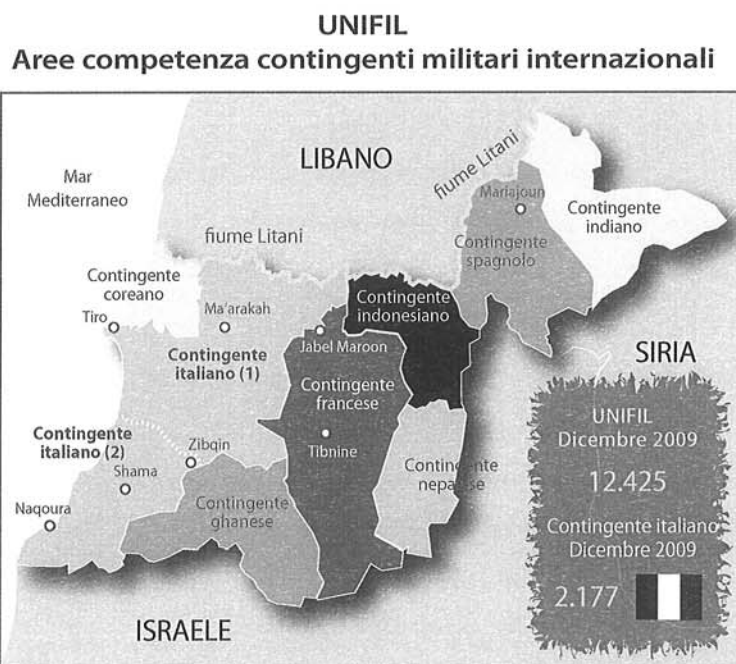 UNIFIL
Aree competenza contingenti militari internazionali
LIBANO
Mar
Mediterraneo
fiume Litani
fiume Litani
Marjajoun
Contingente
indiano
Contingente
spagnolo
Contingente
coreano
Tiro
Ma'arakah
Contingente
indonesiano
Jabel Maroon
Contingente
italiano (1)
Contingente
francese
SIRIA
Contingente
italiano (2)
Zibqin
Tibnine
Shama
Contingente
nepalese
Naqoura
Contingente
ghanese
ISRAELE
UNIFIL
Dicembre 2009
12.425
Contingente italiano
Dicembre 2009
2.177